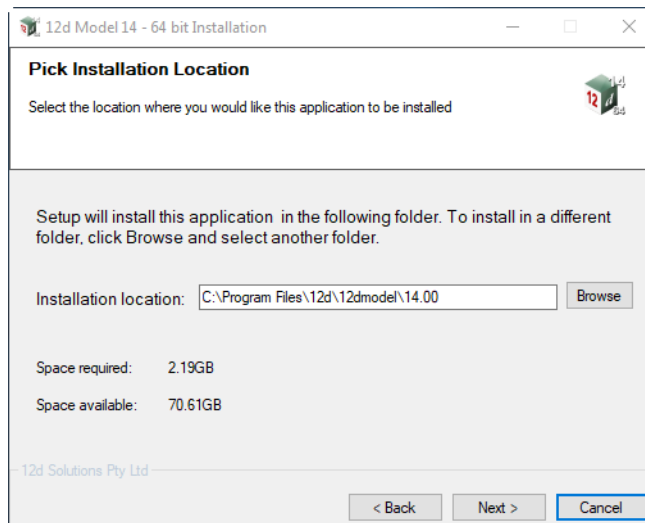 12d Model 14 - 64 bit Installation
Pick Installation Location
Select the location where you would like this application to be installed
14
12 d
64
Setup will install this application in the following folder. To install in a different
folder, click Browse and select another folder.
Installation location: C:\Program Files\12d\12dmodel\14.00 Browse
Space required: 2.19GB
Space available: 70.61GB
12d Solutions Pty Ltd
< Back Next > Cancel